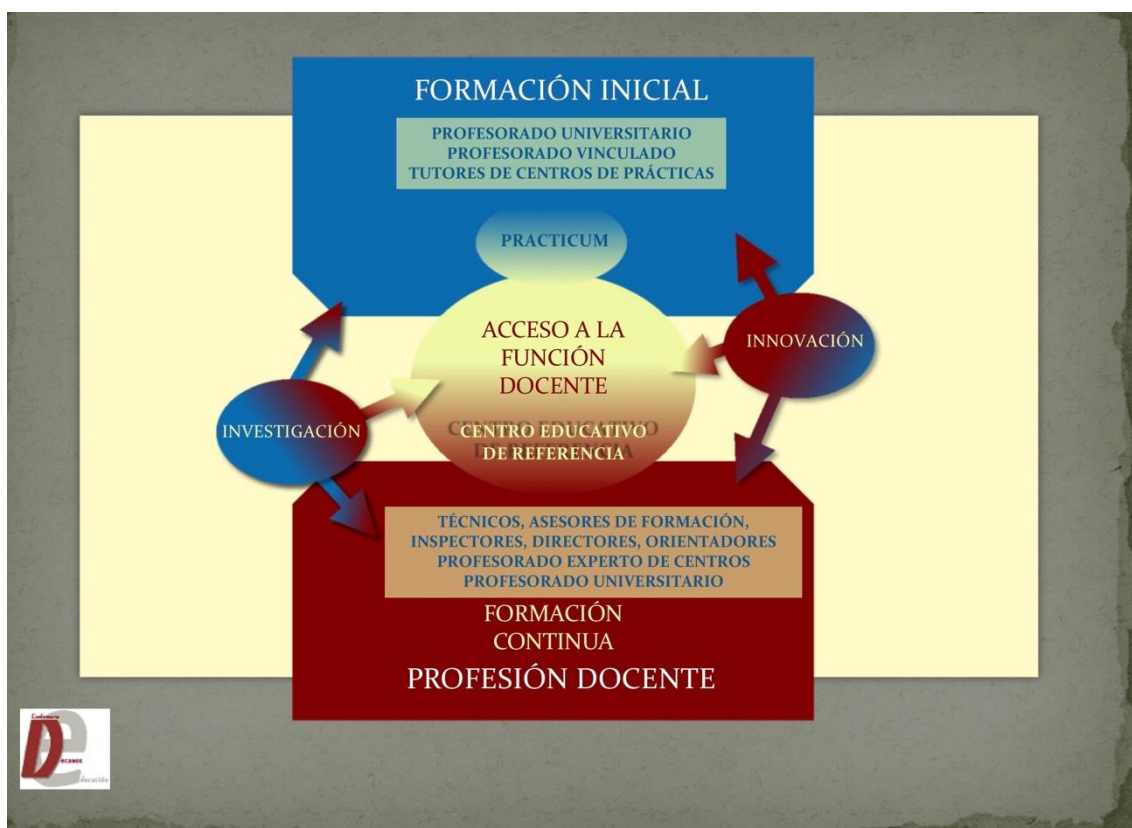 FORMACIÓN INICIAL
PROFESORADO UNIVERSITARIO
PROFESORADO VINCULADO
TUTORES DE CENTROS DE PRÁCTICAS
PRACTICUM
ACCESO A LA
FUNCIÓN
DOCENTE
CENTRO EDUCATIVO
DE REFERENCIA
INNOVACIÓN
INVESTIGACIÓN
TÉCNICOS, ASESORES DE FORMACIÓN,
INSPECTORES, DIRECTORES, ORIENTADORES
PROFESORADO EXPERTO DE CENTROS
PROFESORADO UNIVERSITARIO
FORMACIÓN
CONTINUA
PROFESIÓN DOCENTE
Decanos